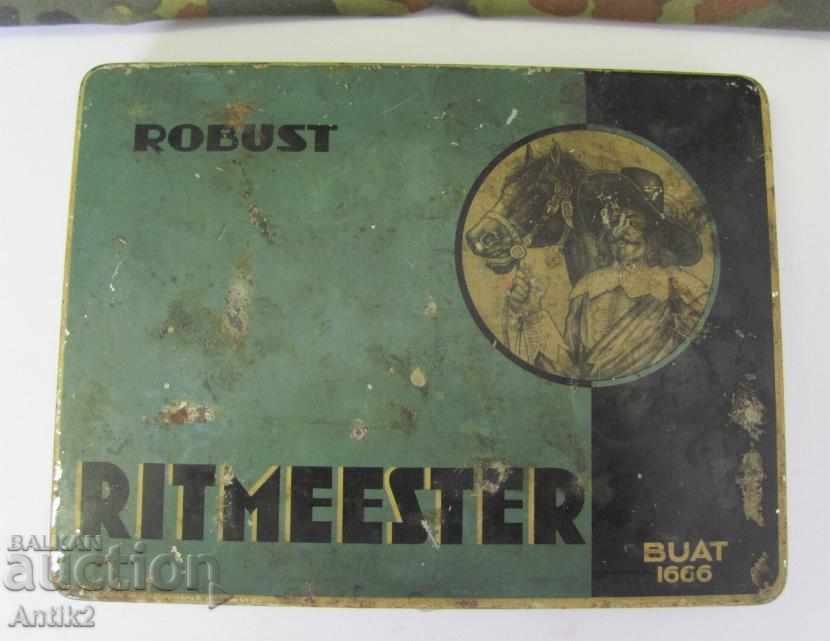 ROBUST
RITMEESTER
BUAT
1666
BALKAN
auction
Antik2